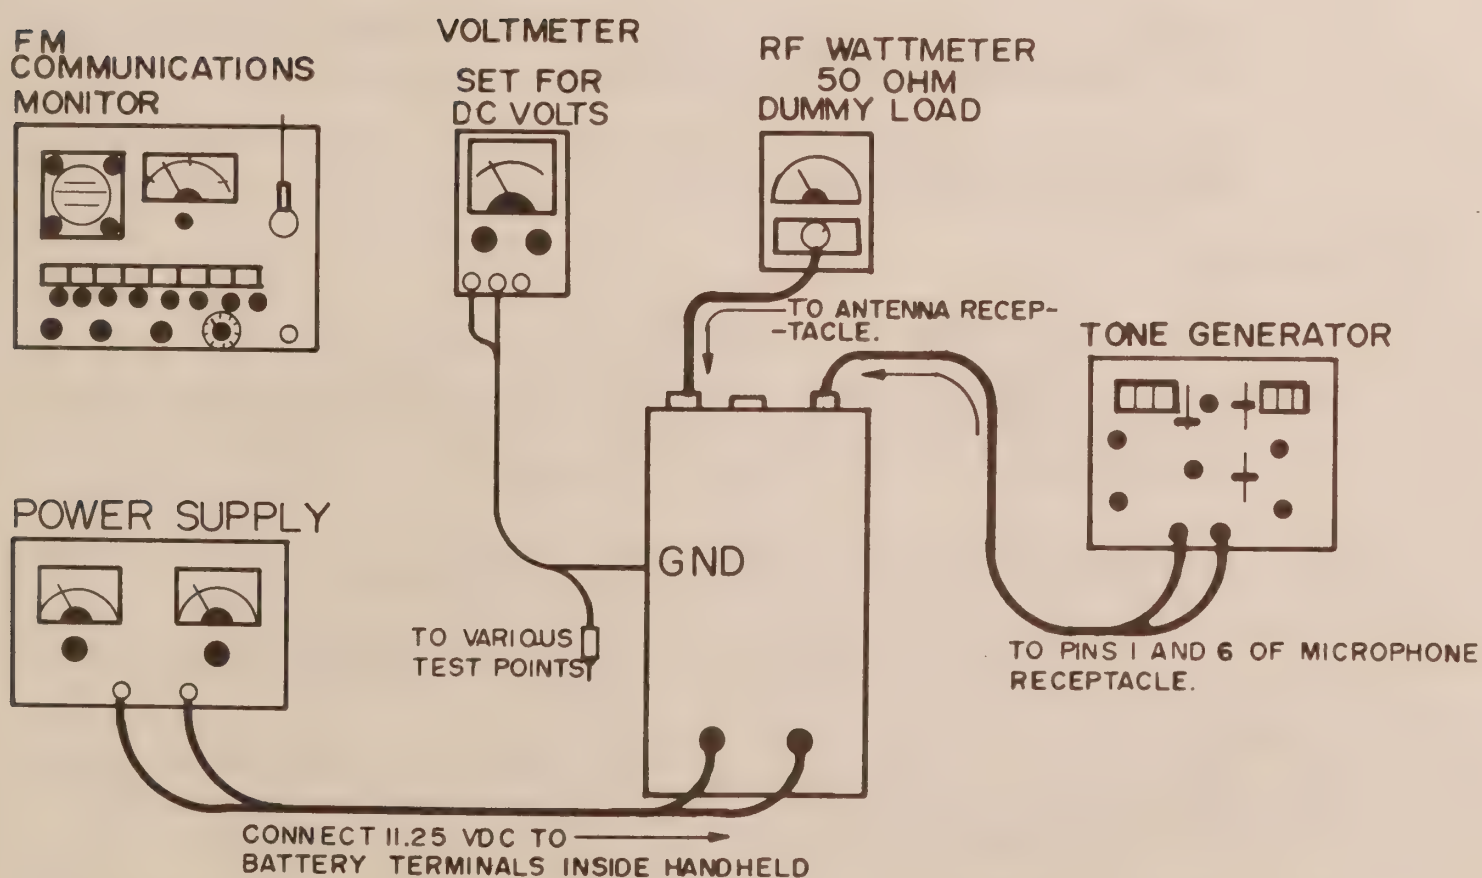 FM
COMMUNICATIONS
MONITOR
VOLTMETER
SET FOR
DC VOLTS
RF WATTMETER
50 OHM
DUMMY LOAD
TO ANTENNA RECEP-
-TACLE.
TONE GENERATOR
POWER SUPPLY
GND
TO VARIOUS
TEST POINTS
TO PINS 1 AND 6 OF MICROPHONE
RECEPTACLE.
CONNECT 11.25 VDC TO
BATTERY TERMINALS INSIDE HANDHELD